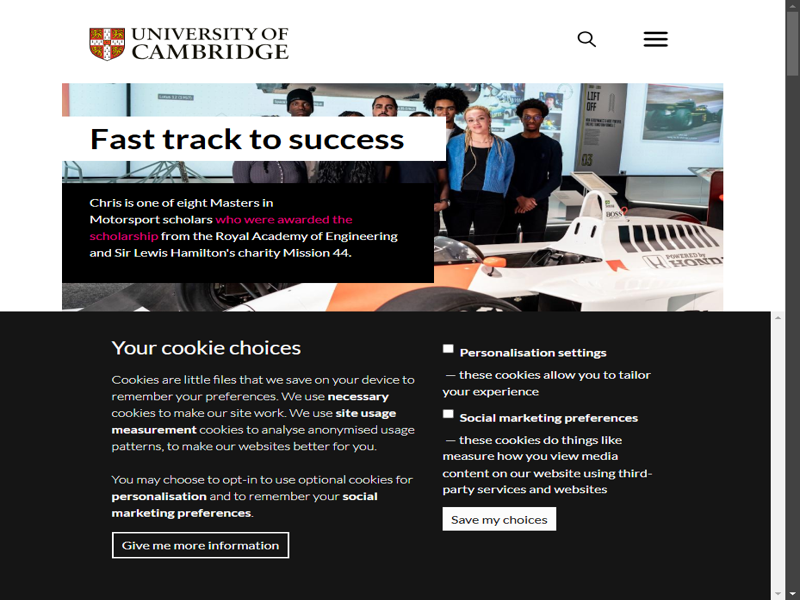 UNIVERSITY OF
CAMBRIDGE
LIFT
OFF
03
Fast track to success
Chris is one of eight Masters in
Motorsport scholars who were awarded the
scholarship from the Royal Academy of Engineering
and Sir Lewis Hamilton's charity Mission 44.
BOSS
POWERED by
HONDA
Your cookie choices
Cookies are little files that we save on your device to
remember your preferences. We use necessary
cookies to make our site work. We use site usage
measurement cookies to analyse anonymised usage
patterns, to make our websites better for you.
You may choose to opt-in to use optional cookies for
personalisation and to remember your social
marketing preferences.
Give me more information
Personalisation settings
— these cookies allow you to tailor
your experience
Social marketing preferences
— these cookies do things like
measure how you view media
content on our website using third-
party services and websites
Save my choices